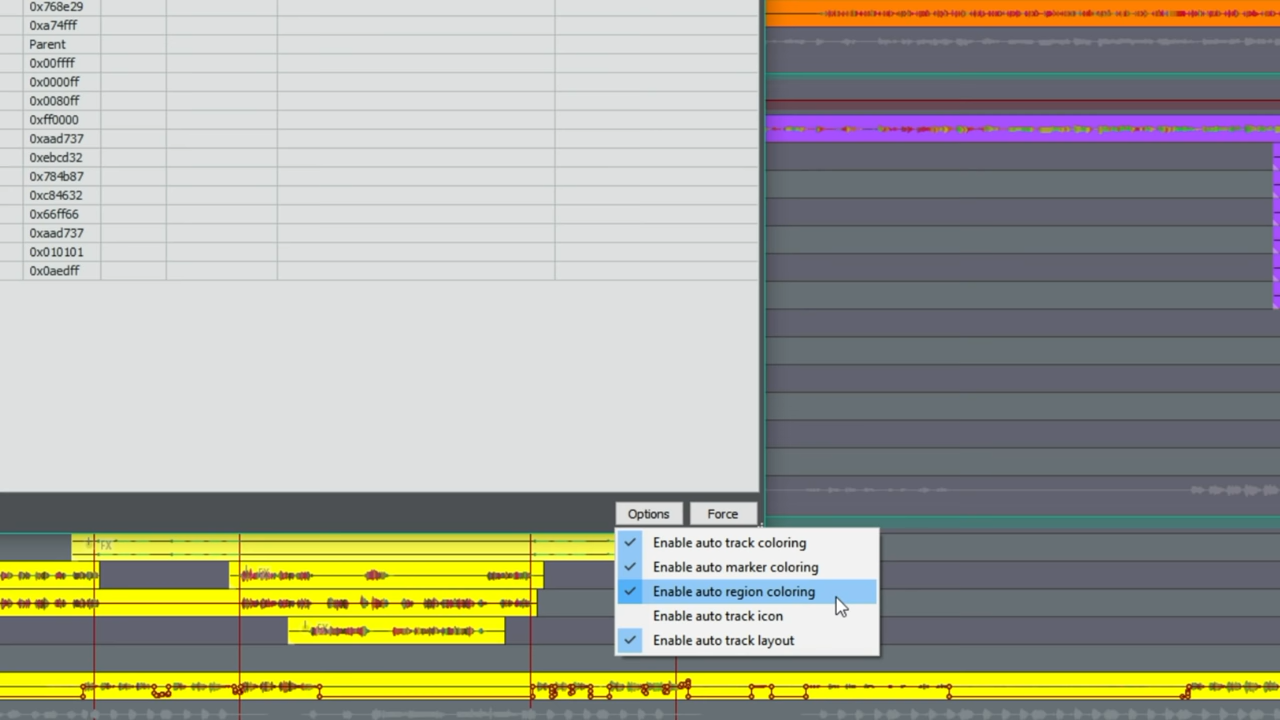 0x768e29
0xa74fff
Parent
0x00ffff
0x0000ff
0x0080ff
0xff0000
0xaad737
0xebcd32
0x784b87
0xc84632
0x66ff66
0xaad737
0x010101
0x0aedff
Options Force
FX
Enable auto track coloring
Enable auto marker coloring
Enable auto region coloring
Enable auto track icon
Enable auto track layout